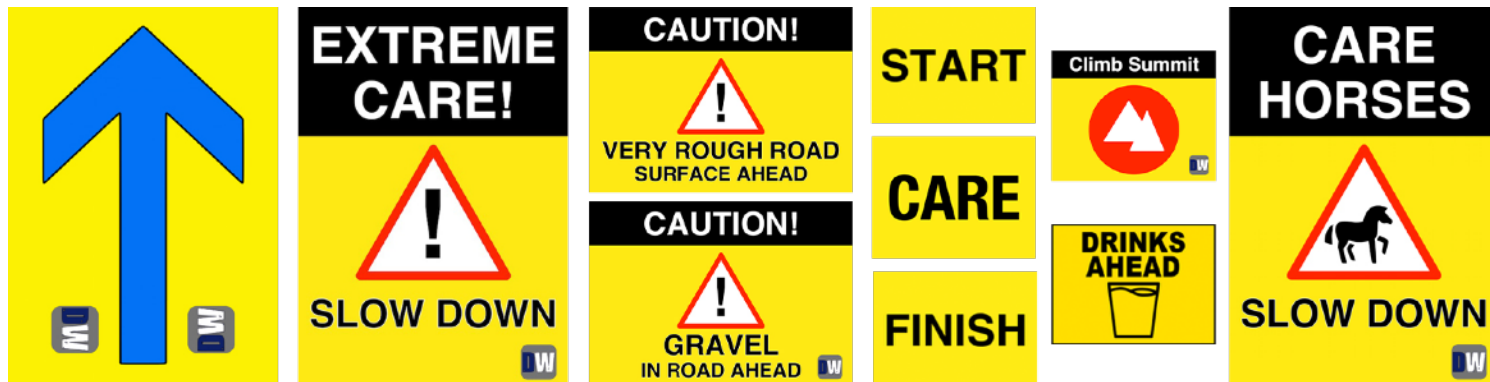 DW
DW
EXTREME
CARE!
!
SLOW DOWN
DW
CAUTION!
!
VERY ROUGH ROAD
SURFACE AHEAD
CAUTION!
!
GRAVEL
IN ROAD AHEAD
DW
START
CARE
FINISH
Climb Summit
DW
DRINKS
AHEAD
CARE
HORSES
SLOW DOWN
DW